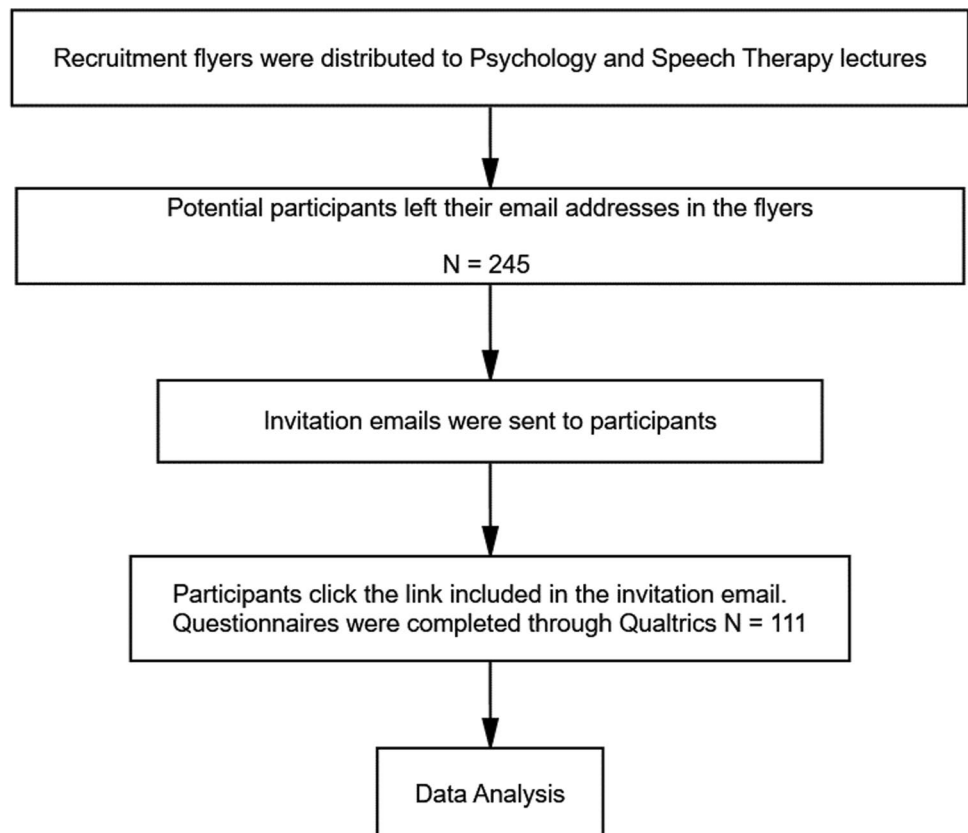 Recruitment flyers were distributed to Psychology and Speech Therapy lectures
Potential participants left their email addresses in the flyers
N = 245
Invitation emails were sent to participants
Participants click the link included in the invitation email.
Questionnaires were completed through Qualtrics N = 111
Data Analysis